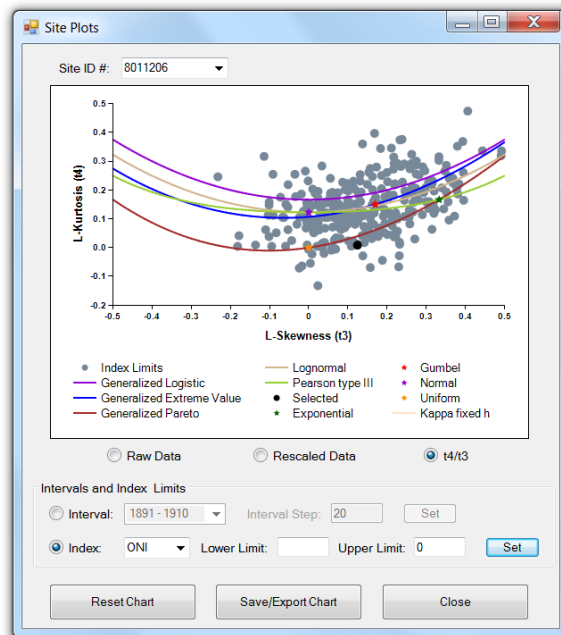 Site Plots
Site ID #: 8011206
0.5
0.4
0.3
0.2
0.1
0.0
-0.1
-0.2
L-Kurtosis (t4)
-0.5 -0.4 -0.3 -0.2 -0.1 0.0 0.1 0.2 0.3 0.4 0.5
L-Skewness (t3)
Index Limits Lognormal Gumbel
Generalized Logistic Pearson type III Normal
Generalized Extreme Value Selected Uniform
Generalized Pareto Exponential Kappa fixed h
Raw Data Rescaled Data t4/t3
Intervals and Index Limits
Interval: 1891 - 1910 Interval Step: 20 Set
Index: ONI Lower Limit: Upper Limit: 0 Set
Reset Chart Save/Export Chart Close